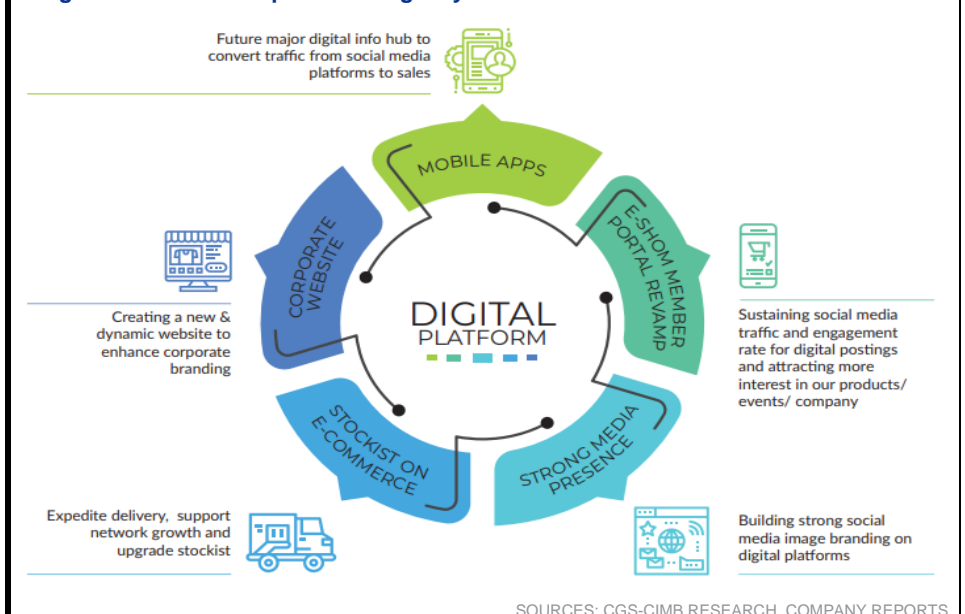 Future major digital info hub to
convert traffic from social media
platforms to sales
MOBILE APPS
E-SHOM MEMBER
PORTAL REVAMP
CORPORATE
WEBSITE
DIGITAL
PLATFORM
Creating a new &
dynamic website to
enhance corporate
branding
Sustaining social media
traffic and engagement
rate for digital postings
and attracting more
interest in our products/
events/ company
STOCKIST ON
E-COMMERCE
STRONG MEDIA
PRESENCE
Expedite delivery, support
network growth and
upgrade stockist
Building strong social
media image branding on
digital platforms
SOURCES: CGS-CIMB RESEARCH, COMPANY REPORTS